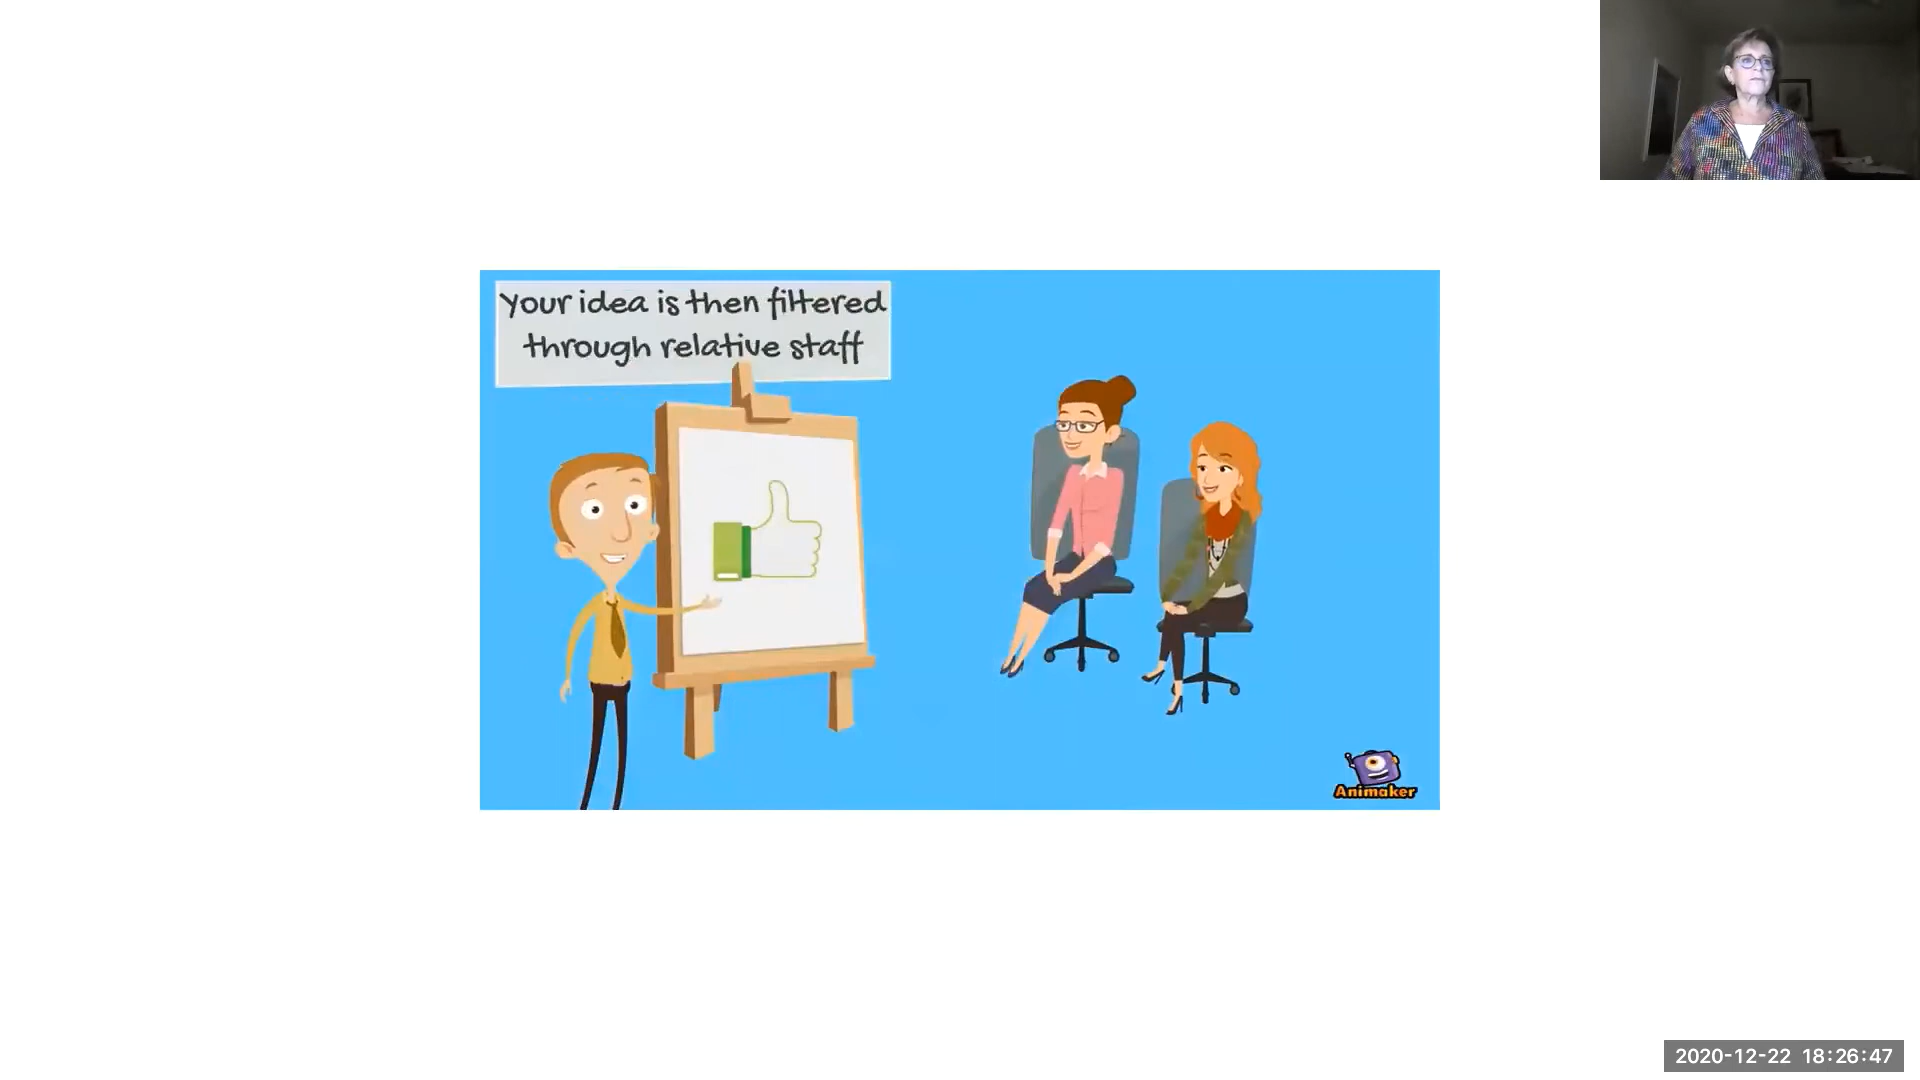 Your idea is then filtered
through relative staff
Animaker
2020-12-22 18:26:47